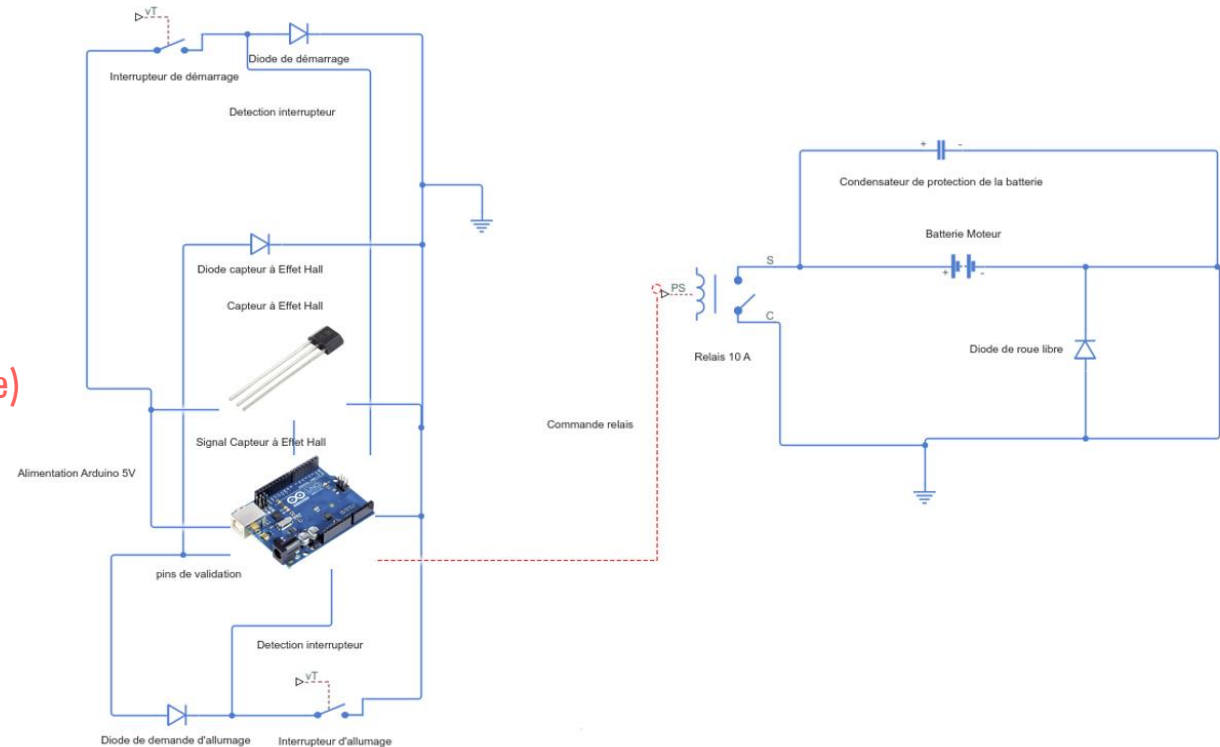 vT
Interrupteur de démarrage
Diode de démarrage
Detection interrupteur
Diode capteur à Effet Hall
Capteur à Effet Hall
e)
Signal Capteur à Effet Hall
Alimentation Arduino 5V
pins de validation
Detection interrupteur
vT
Diode de demande d'allumage
Interrupteur d'allumage
Commande relais
PS
S
C
Relais 10 A
+ -
Condensateur de protection de la batterie
Batterie Moteur
+ -
Diode de roue libre